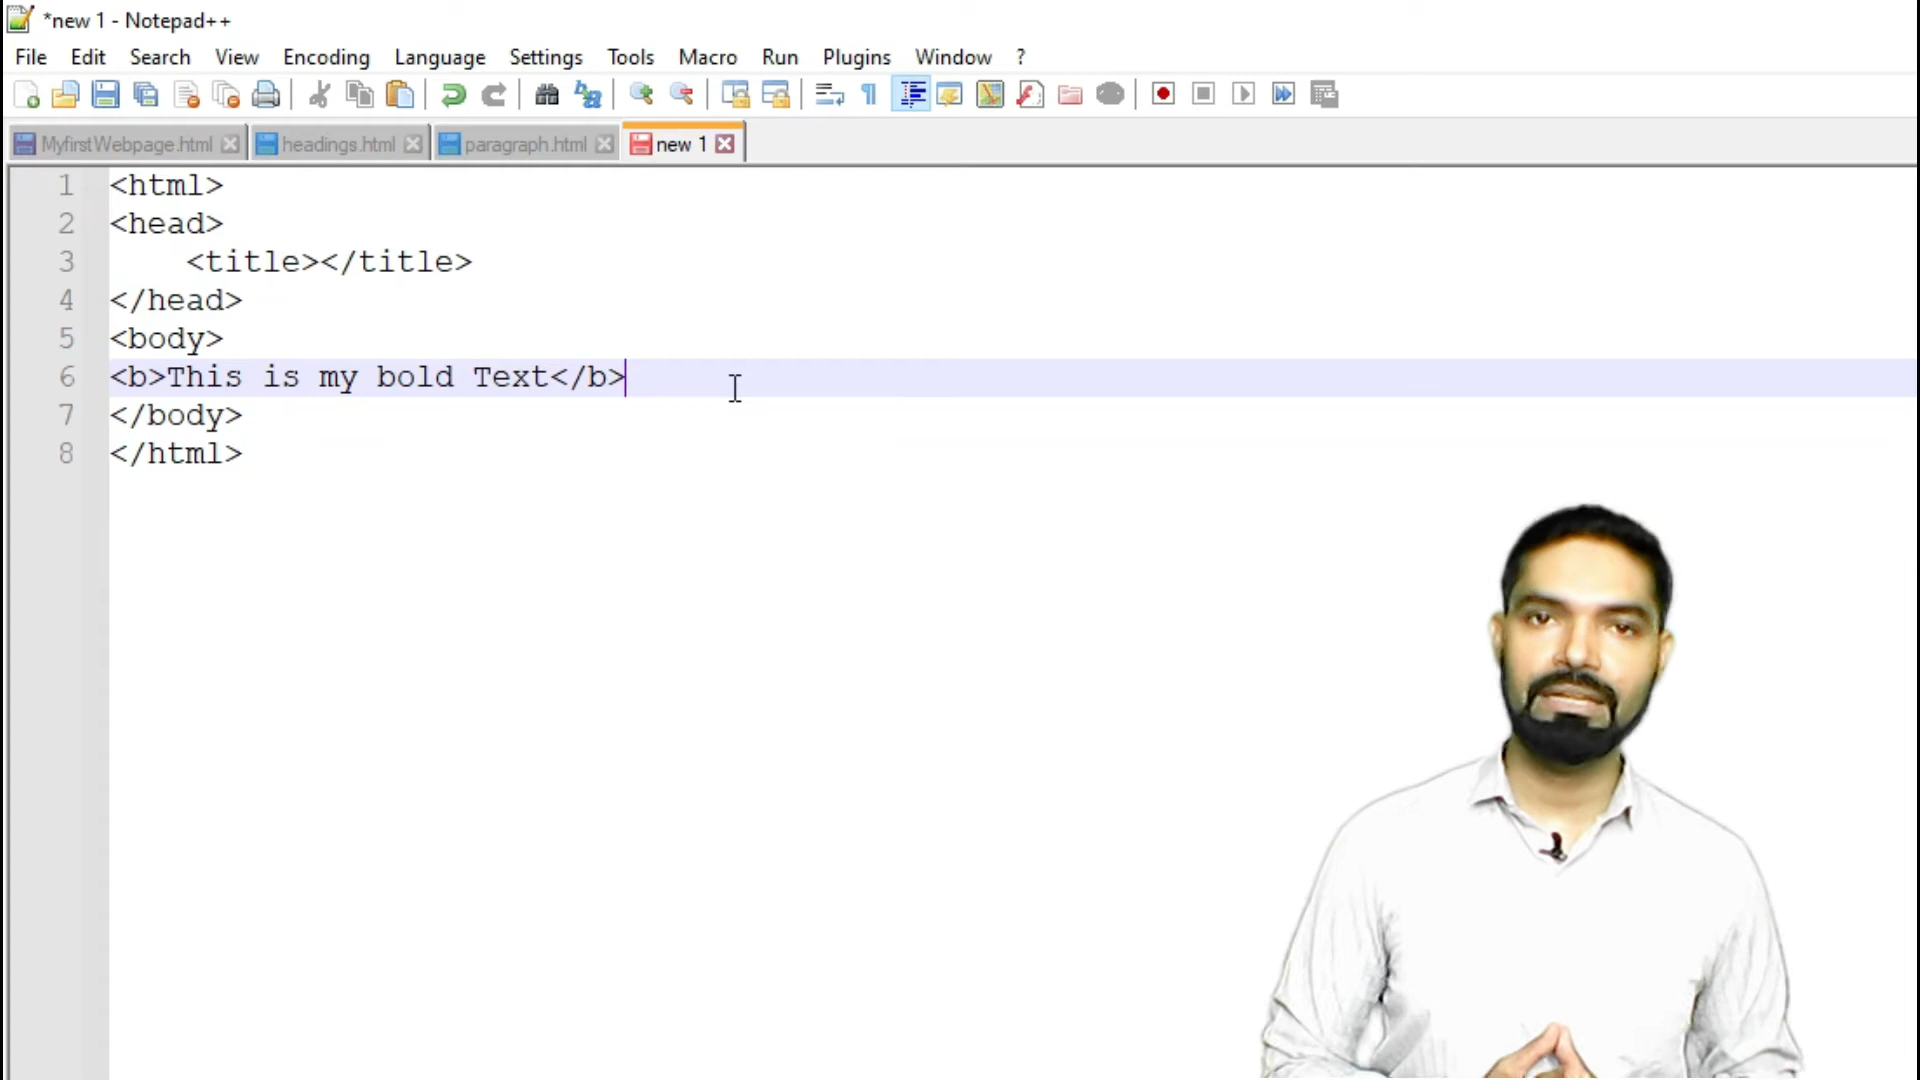 *new 1 - Notepad++
File Edit Search View Encoding Language Settings Tools Macro Run Plugins Window ?
MyfirstWebpage.html headings.html paragraph.html new 1
1 <html>
2 <head>
3 <title></title>
4 </head>
5 <body>
6 <b>This is my bold Text</b>
7 </body>
8 </html>